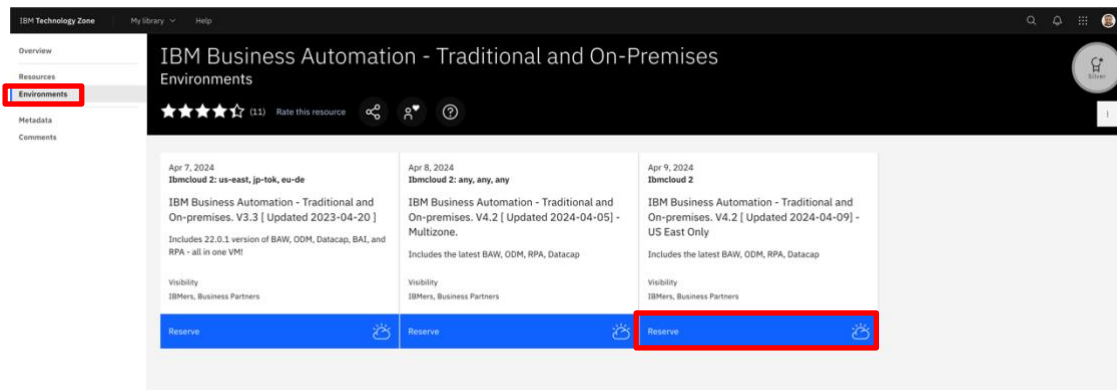 IBM Technology Zone My library Help
Overview
Resources
Environments
Metadata
Comments
IBM Business Automation - Traditional and On-Premises
Environments
(11) Rate this resource
Silver
Apr 7, 2024
Ibmcloud 2: us-east, jp-tok, eu-de
IBM Business Automation - Traditional and
On-premises. V3.3 [ Updated 2023-04-20 ]
Includes 22.0.1 version of BAW, ODM, Datacap, BAI, and
RPA - all in one VM!
Visibility
IBMers, Business Partners
Reserve
Apr 8, 2024
Ibmcloud 2: any, any, any
IBM Business Automation - Traditional and
On-premises. V4.2 [ Updated 2024-04-05] -
Multizone.
Includes the latest BAW, ODM, RPA, Datacap
Visibility
IBMers, Business Partners
Reserve
Apr 9, 2024
Ibmcloud 2
IBM Business Automation - Traditional and
On-premises. V4.2 [ Updated 2024-04-09] -
US East Only
Includes the latest BAW, ODM, RPA, Datacap
Visibility
IBMers, Business Partners
Reserve